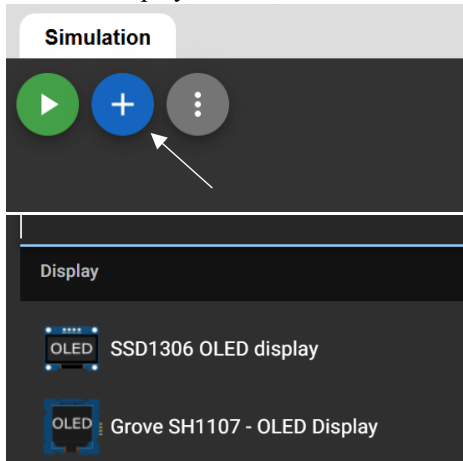 Simulation
Display
OLED
SSD1306 OLED display
OLED
Grove SH1107 - OLED Display